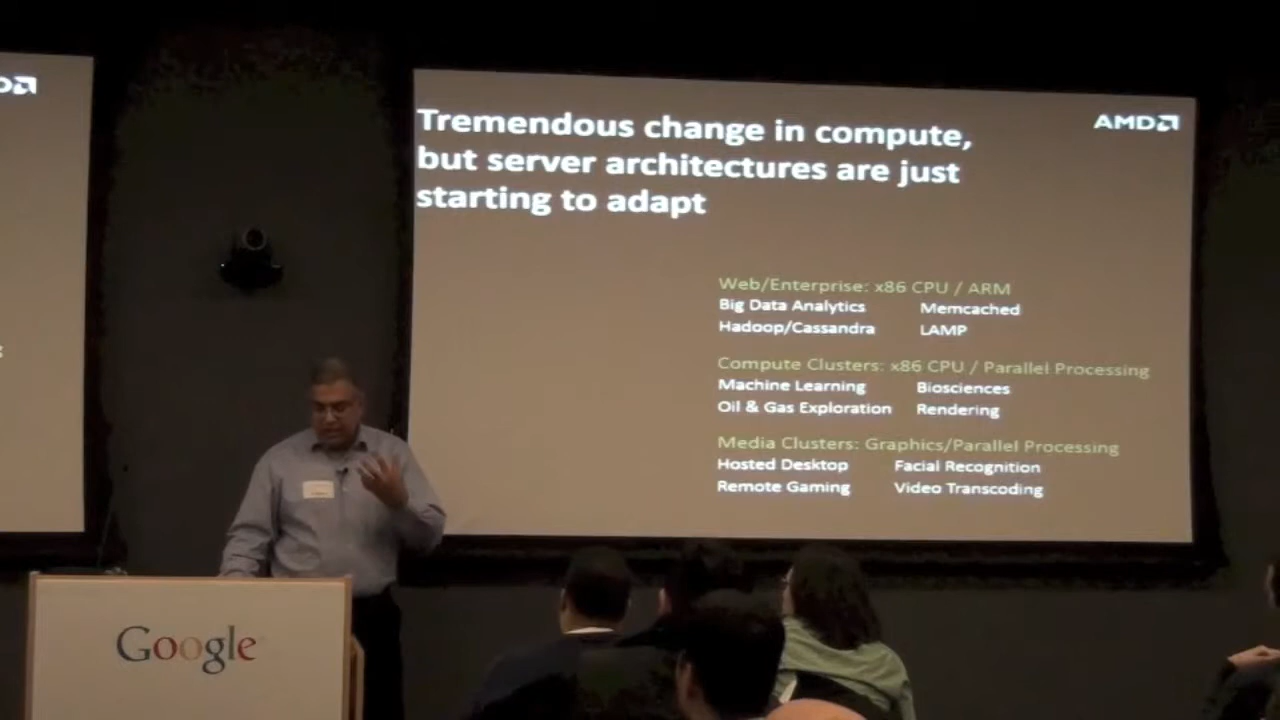 Tremendous change in compute,
but server architectures are just
starting to adapt
AMD
Web/Enterprise: x86 CPU / ARM
Big Data Analytics Memcached
Hadoop/Cassandra LAMP
Compute Clusters: x86 CPU / Parallel Processing
Machine Learning Biosciences
Oil & Gas Exploration Rendering
Media Clusters: Graphics/Parallel Processing
Hosted Desktop Facial Recognition
Remote Gaming Video Transcoding
Google